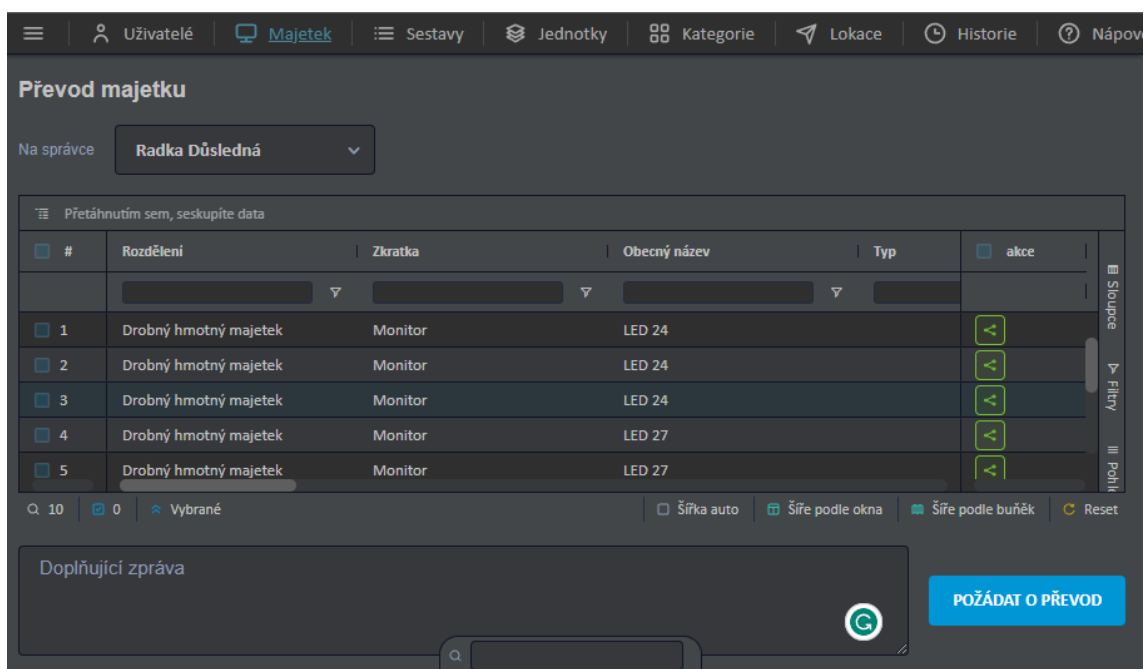 Uživatelé Majetek Sestavy Jednotky Kategorie Lokace Historie Nápov
Převod majetku
Na správce Radka Důsledná
Přetáhnutím sem, seskupíte data
# Rozdělení Zkratka Obecný název Typ akce
Sloupce
1 Drobný hmotný majetek Monitor LED 24
2 Drobný hmotný majetek Monitor LED 24
Filtry
3 Drobný hmotný majetek Monitor LED 24
4 Drobný hmotný majetek Monitor LED 27
5 Drobný hmotný majetek Monitor LED 27
10 0 Vybrané Šířka auto Šíře podle okna Šíře podle buněk Reset
Doplňující zpráva
POŽÁDAT O PŘEVOD